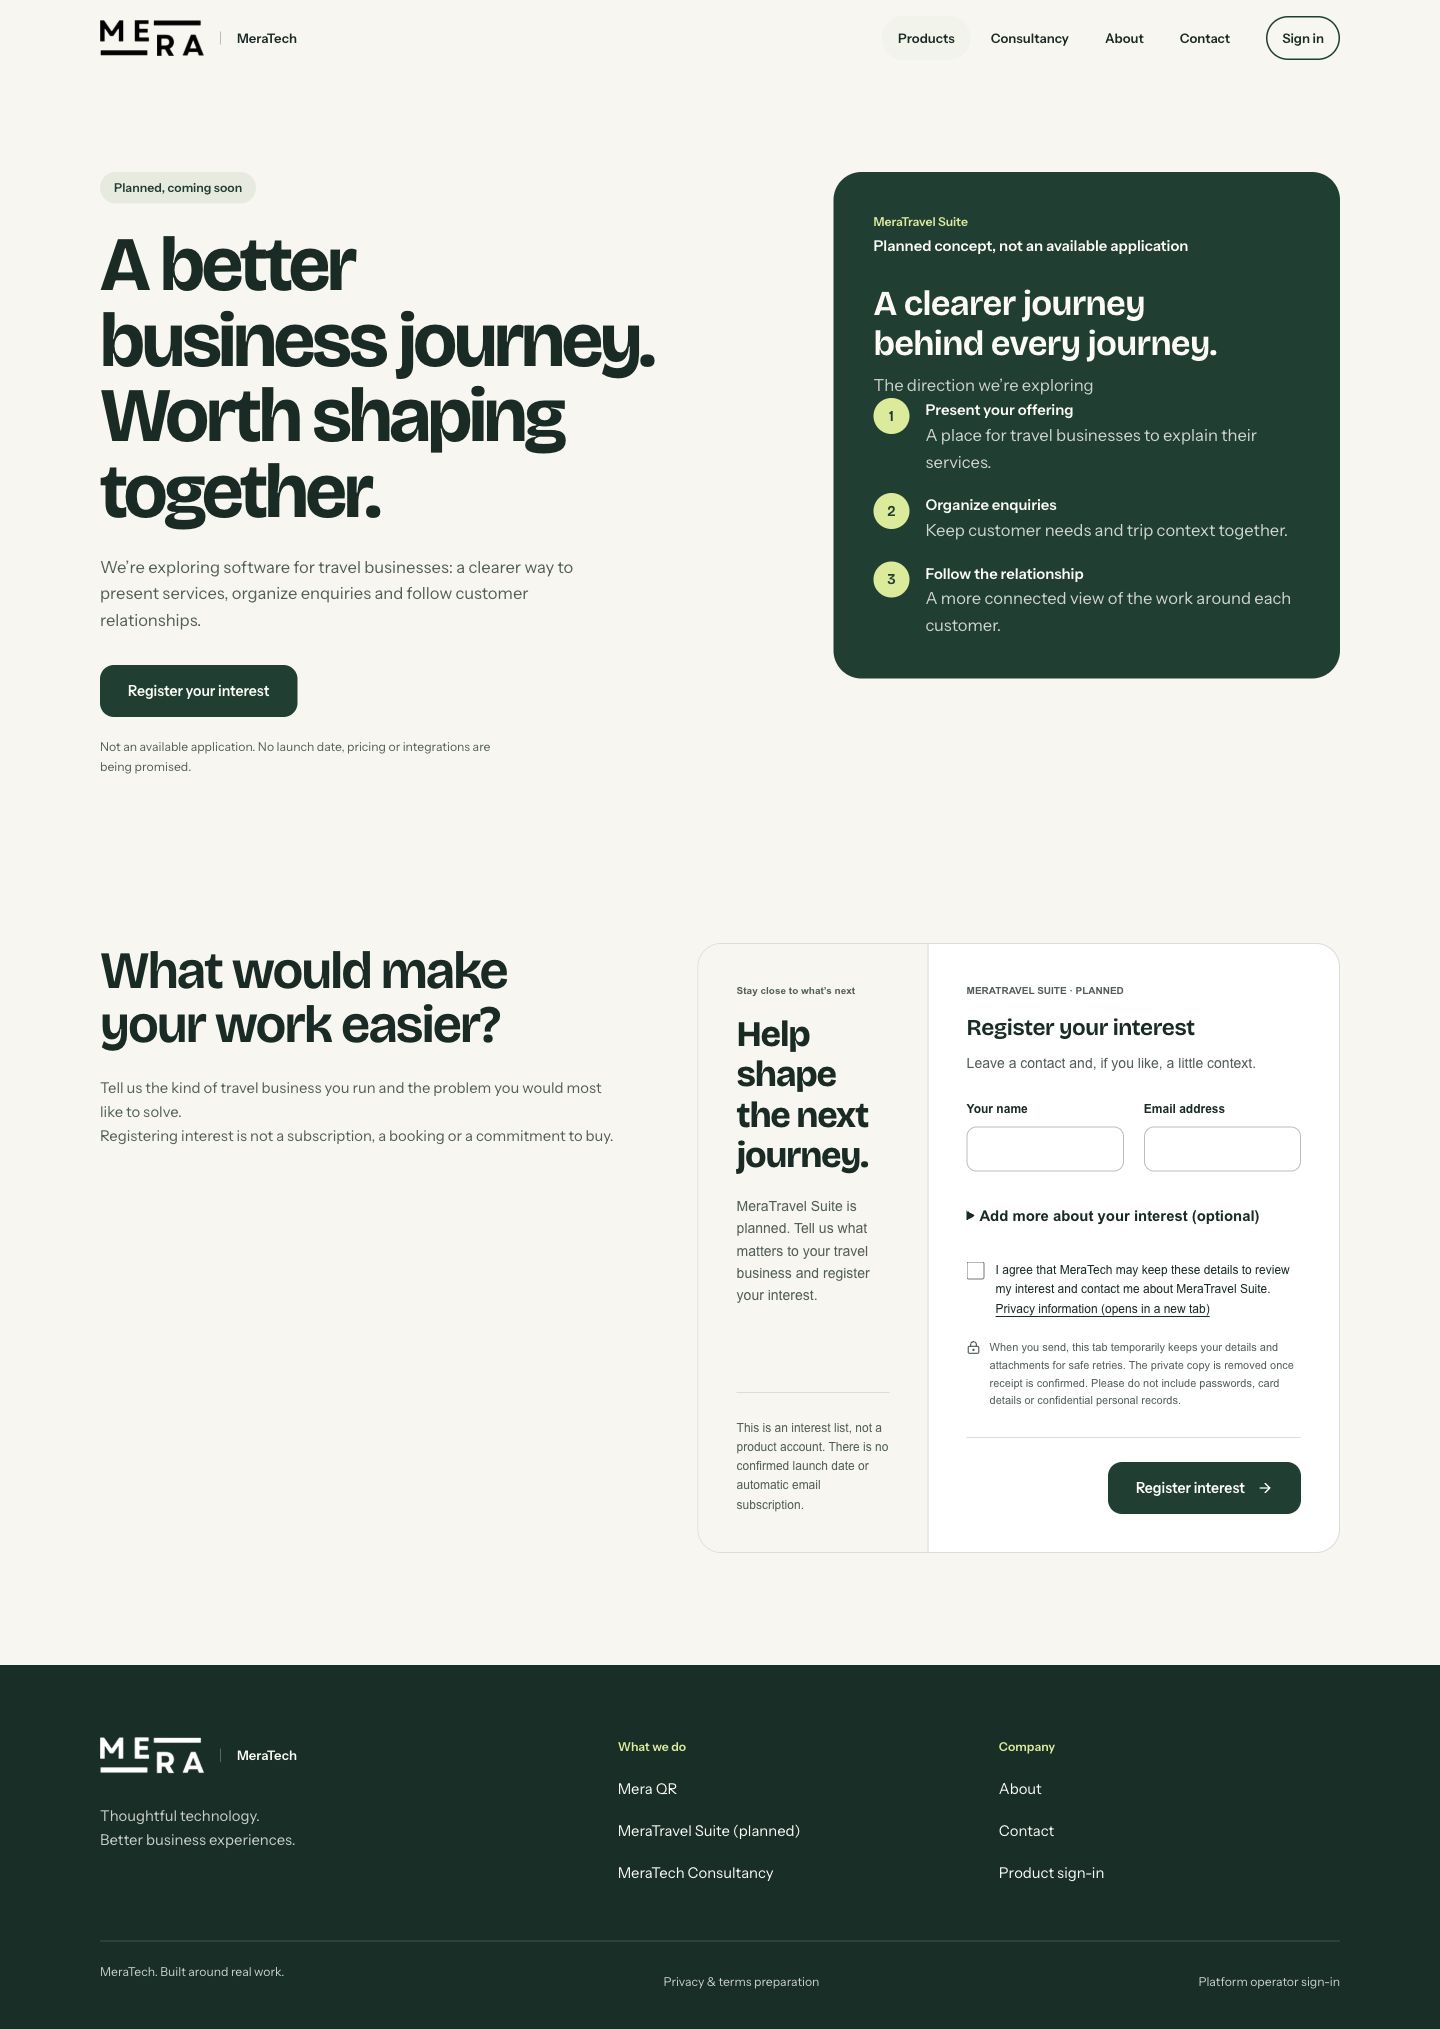 MERA
MeraTech
Products
Consultancy
About
Contact
Sign in
Planned, coming soon
A better
business journey.
Worth shaping
together.
We’re exploring software for travel businesses: a clearer way to
present services, organize enquiries and follow customer
relationships.
Register your interest
Not an available application. No launch date, pricing or integrations are
being promised.
MeraTravel Suite
Planned concept, not an available application
A clearer journey
behind every journey.
The direction we’re exploring
1
Present your offering
A place for travel businesses to explain their
services.
2
Organize enquiries
Keep customer needs and trip context together.
3
Follow the relationship
A more connected view of the work around each
customer.
What would make
your work easier?
Tell us the kind of travel business you run and the problem you would most
like to solve.
Registering interest is not a subscription, a booking or a commitment to buy.
Stay close to what’s next
Help
shape
the next
journey.
MeraTravel Suite is
planned. Tell us what
matters to your travel
business and register
your interest.
This is an interest list, not a
product account. There is no
confirmed launch date or
automatic email
subscription.
MERATRAVEL SUITE · PLANNED
Register your interest
Leave a contact and, if you like, a little context.
Your name
Email address
Add more about your interest (optional)
I agree that MeraTech may keep these details to review
my interest and contact me about MeraTravel Suite.
Privacy information (opens in a new tab)
When you send, this tab temporarily keeps your details and
attachments for safe retries. The private copy is removed once
receipt is confirmed. Please do not include passwords, card
details or confidential personal records.
Register interest
MERA
MeraTech
Thoughtful technology.
Better business experiences.
What we do
Mera QR
MeraTravel Suite (planned)
MeraTech Consultancy
Company
About
Contact
Product sign-in
MeraTech. Built around real work.
Privacy & terms preparation
Platform operator sign-in